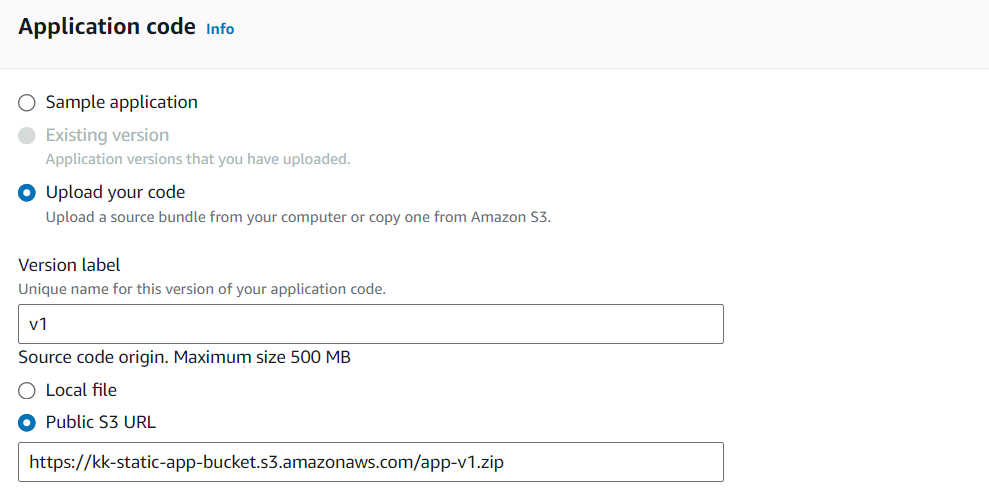 Application code Info
Sample application
Existing version
Application versions that you have uploaded.
Upload your code
Upload a source bundle from your computer or copy one from Amazon S3.
Version label
Unique name for this version of your application code.
v1
Source code origin. Maximum size 500 MB
Local file
Public S3 URL
https://kk-static-app-bucket.s3.amazonaws.com/app-v1.zip